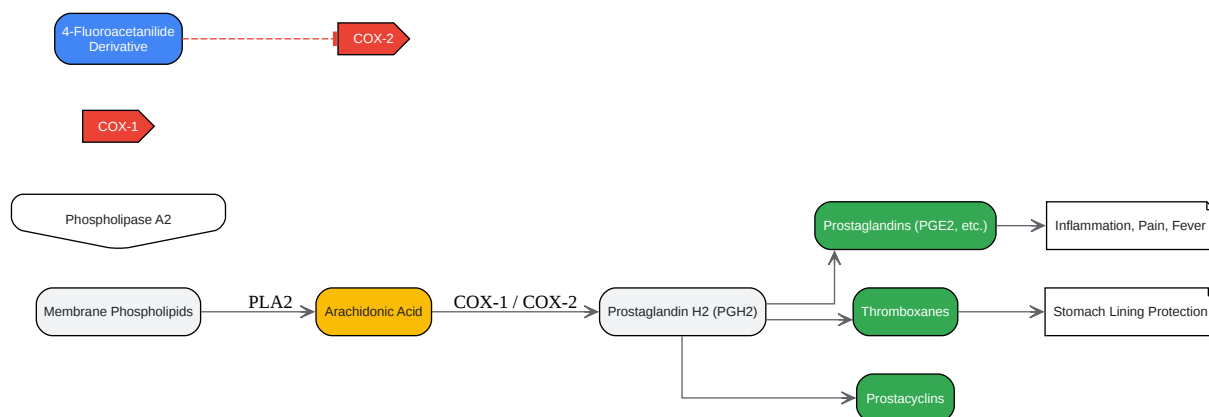 4-Fluoroacetanilide
Derivative
COX-2
COX-1
Phospholipase A2
Prostaglandins (PGE2, etc.)
Inflammation, Pain, Fever
Membrane Phospholipids
PLA2
Arachidonic Acid
COX-1 / COX-2
Prostaglandin H2 (PGH2)
Thromboxanes
Stomach Lining Protection
Prostacyclins